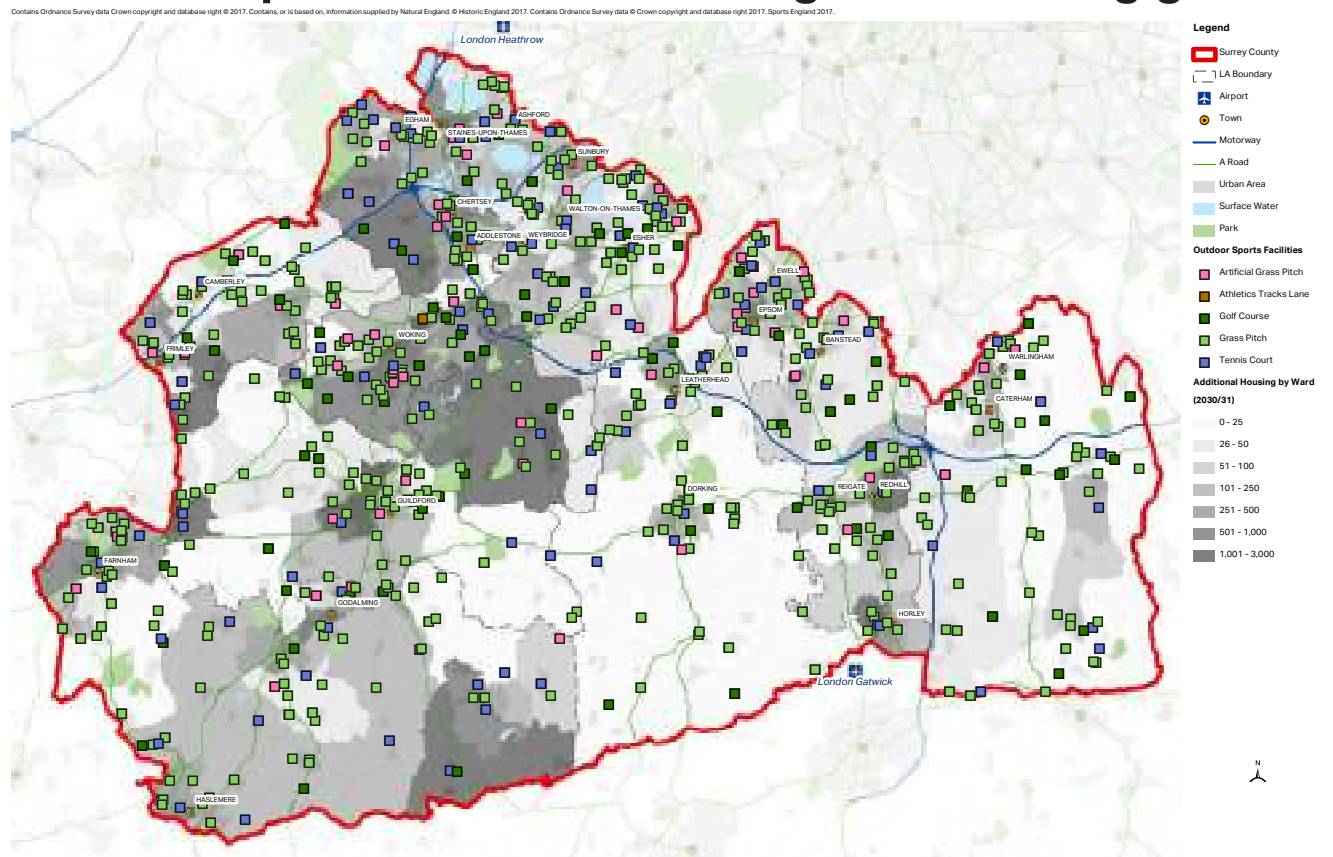 Contains Ordnance Survey data Crown copyright and database right © 2017. Contains, or is based on, information supplied by Natural England. © Historic England 2017. Contains Ordnance Survey data © Crown copyright and database right 2017. Sports England 2017.
London Heathrow
EGHAM
ASHFORD
STAINES-UPON-THAMES
SUNBURY
CHERTSEY
WALTON-ON-THAMES
ADDLESTONE
WEYBRIDGE
ESHER
EWELL
CAMBERLEY
EPSOM
WOKING
BANSTEAD
FRIMLEY
WARLINGHAM
LEATHERHEAD
CATERHAM
DORKING
REIGATE
REDHILL
GUILDFORD
FARNHAM
GODALMING
HORLEY
London Gatwick
HASLEMERE
Legend
Surrey County
LA Boundary
Airport
Town
Motorway
A Road
Urban Area
Surface Water
Park
Outdoor Sports Facilities
Artificial Grass Pitch
Athletics Tracks Lane
Golf Course
Grass Pitch
Tennis Court
Additional Housing by Ward
(2030/31)
0 - 25
26 - 50
51 - 100
101 - 250
251 - 500
501 - 1,000
1,001 - 3,000
N